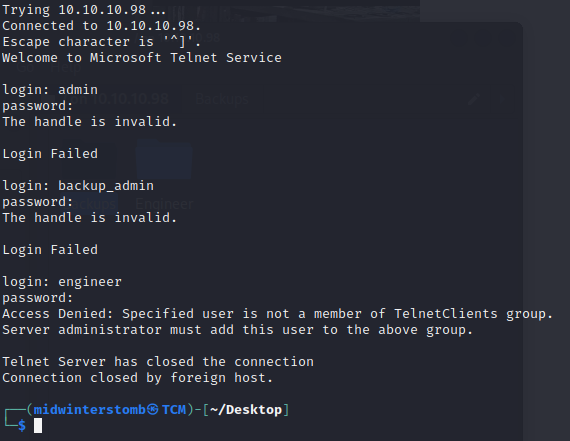 Trying 10.10.10.98...
Connected to 10.10.10.98.
Escape character is '^]'.
Welcome to Microsoft Telnet Service
login: admin
password:
The handle is invalid.
Login Failed
login: backup_admin
password:
The handle is invalid.
Login Failed
login: engineer
password:
Access Denied: Specified user is not a member of TelnetClients group.
Server administrator must add this user to the above group.
Telnet Server has closed the connection
Connection closed by foreign host.
┌──(midwinterstomb㉿TCM)-[~/Desktop]
└─$